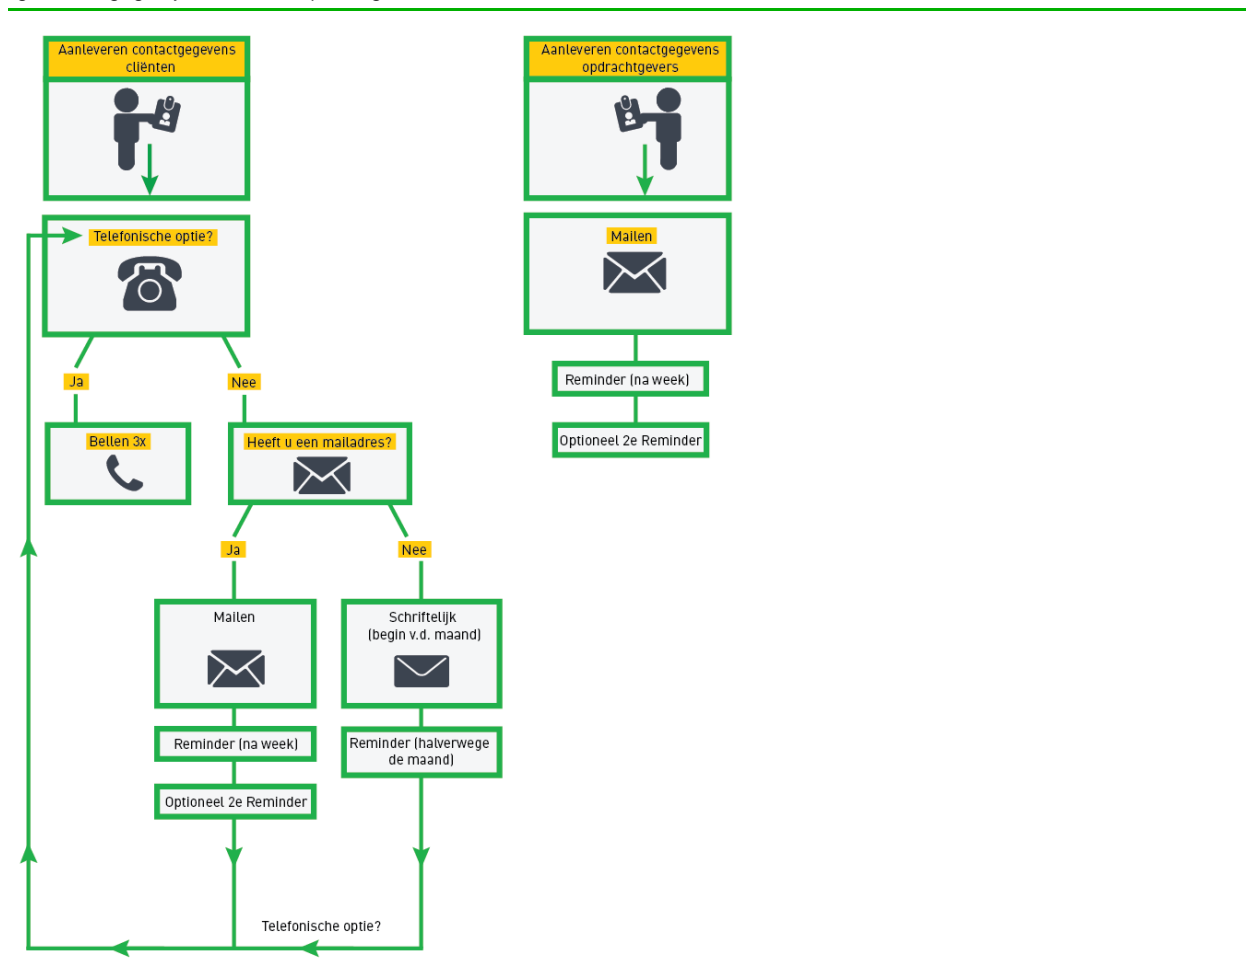 Aanleveren contactgegevens
cliënten
Telefonische optie?
Ja
Nee
Bellen 3x
Heeft u een mailadres?
Ja
Nee
Mailen
Schriftelijk
(begin v.d. maand)
Reminder (na week)
Reminder (halverwege
de maand)
Optioneel 2e Reminder
Telefonische optie?
Aanleveren contactgegevens
opdrachtgevers
Mailen
Reminder (na week)
Optioneel 2e Reminder